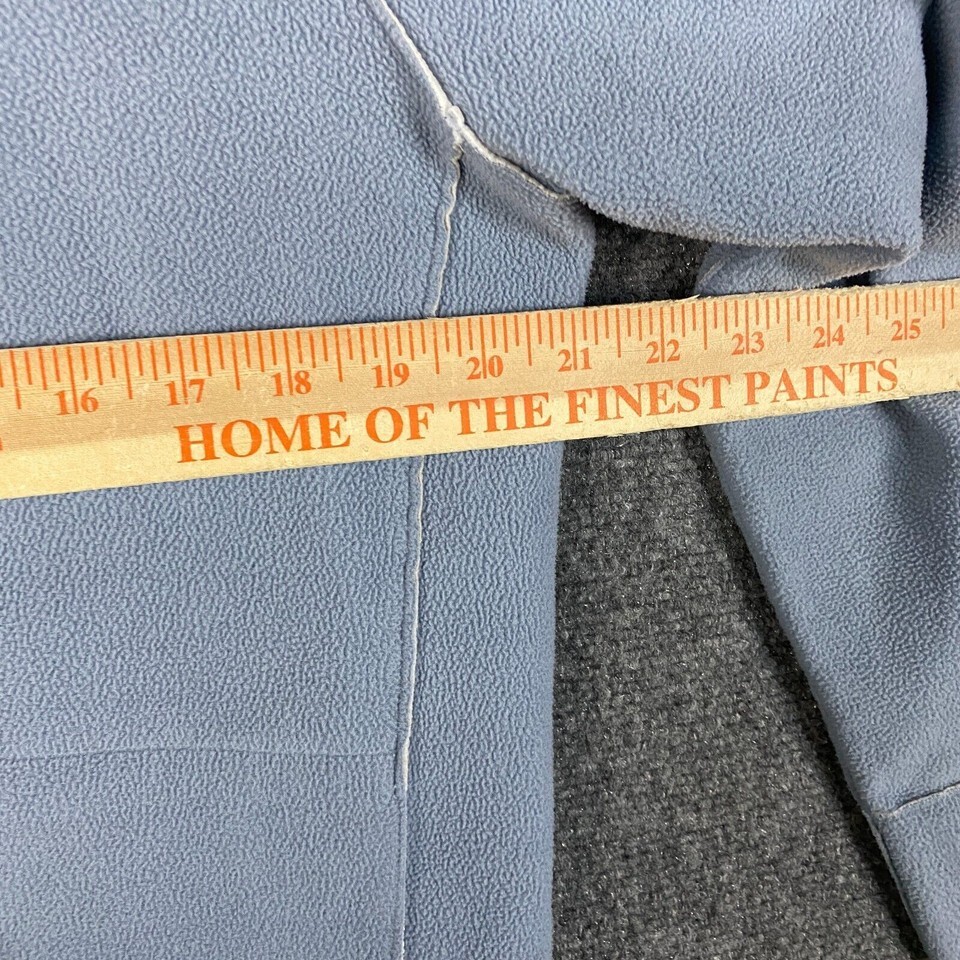 16 17 18 19 20 21 22 23 24 25
HOME OF THE FINEST PAINTS